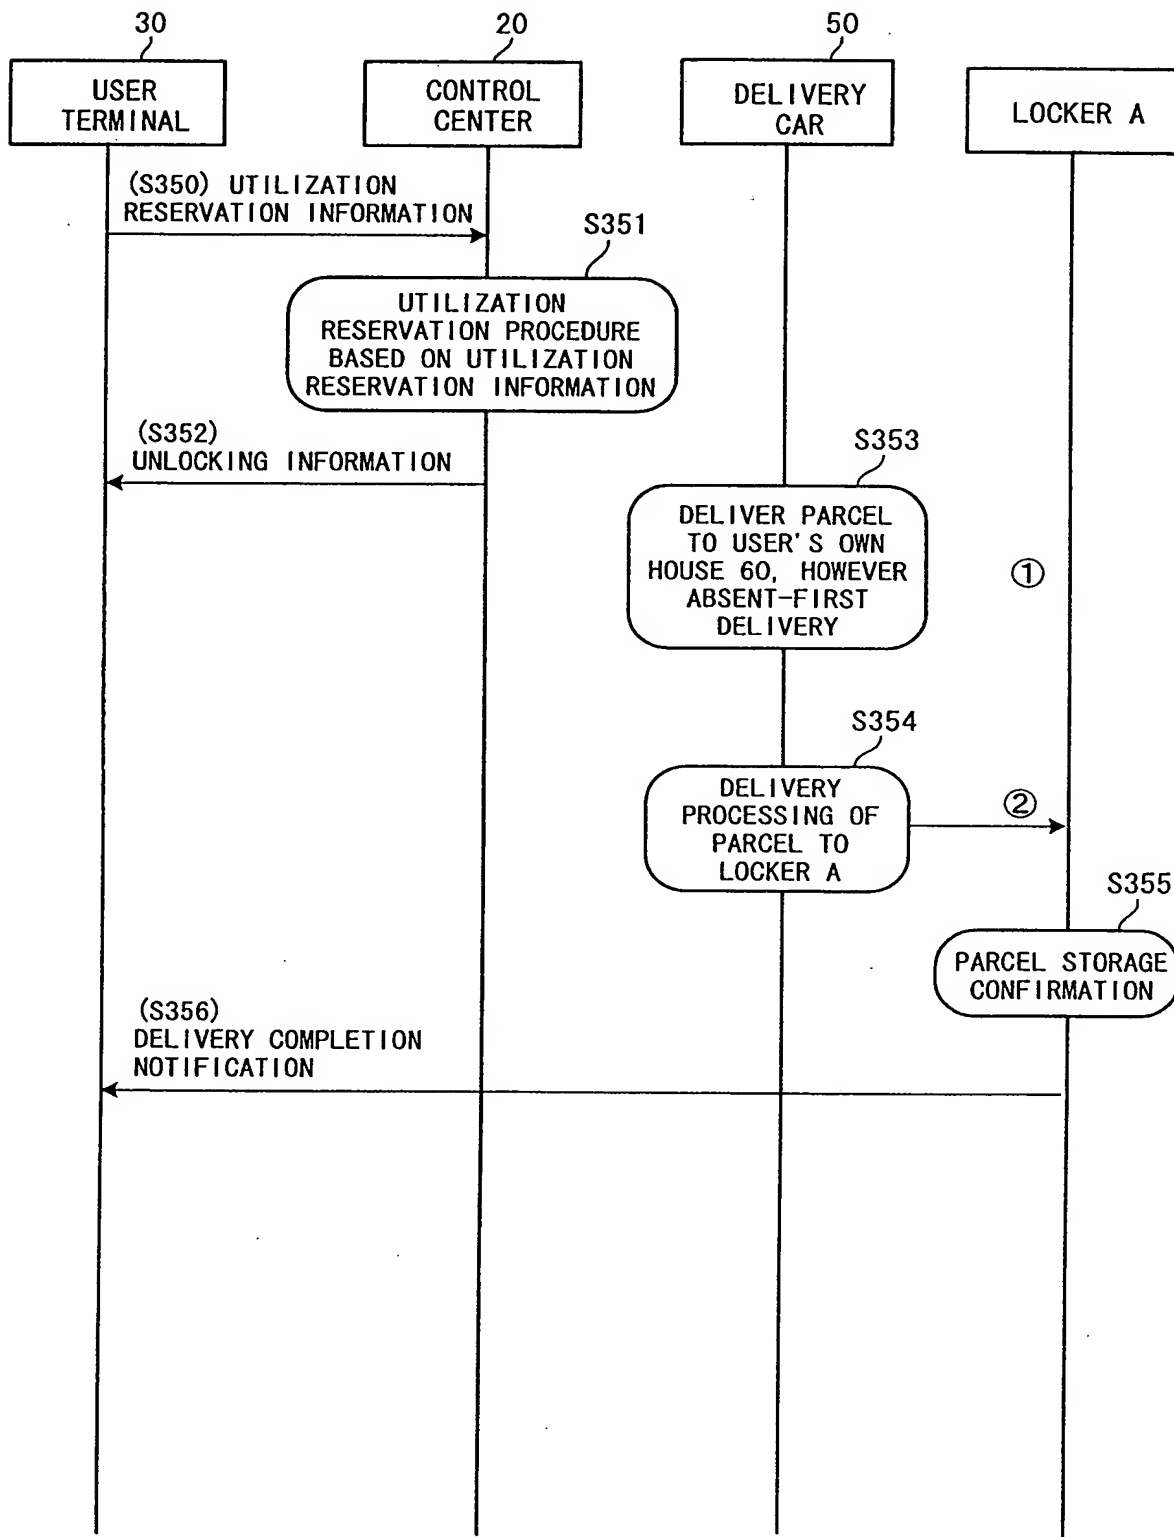 30
20
50
USER
TERMINAL
CONTROL
CENTER
DELIVERY
CAR
LOCKER A
(S350) UTILIZATION
RESERVATION INFORMATION
S351
UTILIZATION
RESERVATION PROCEDURE
BASED ON UTILIZATION
RESERVATION INFORMATION
(S352)
UNLOCKING INFORMATION
S353
DELIVER PARCEL
TO USER'S OWN
HOUSE 60, HOWEVER
ABSENT-FIRST
DELIVERY
①
S354
DELIVERY
PROCESSING OF
PARCEL TO
LOCKER A
②
S355
PARCEL STORAGE
CONFIRMATION
(S356)
DELIVERY COMPLETION
NOTIFICATION